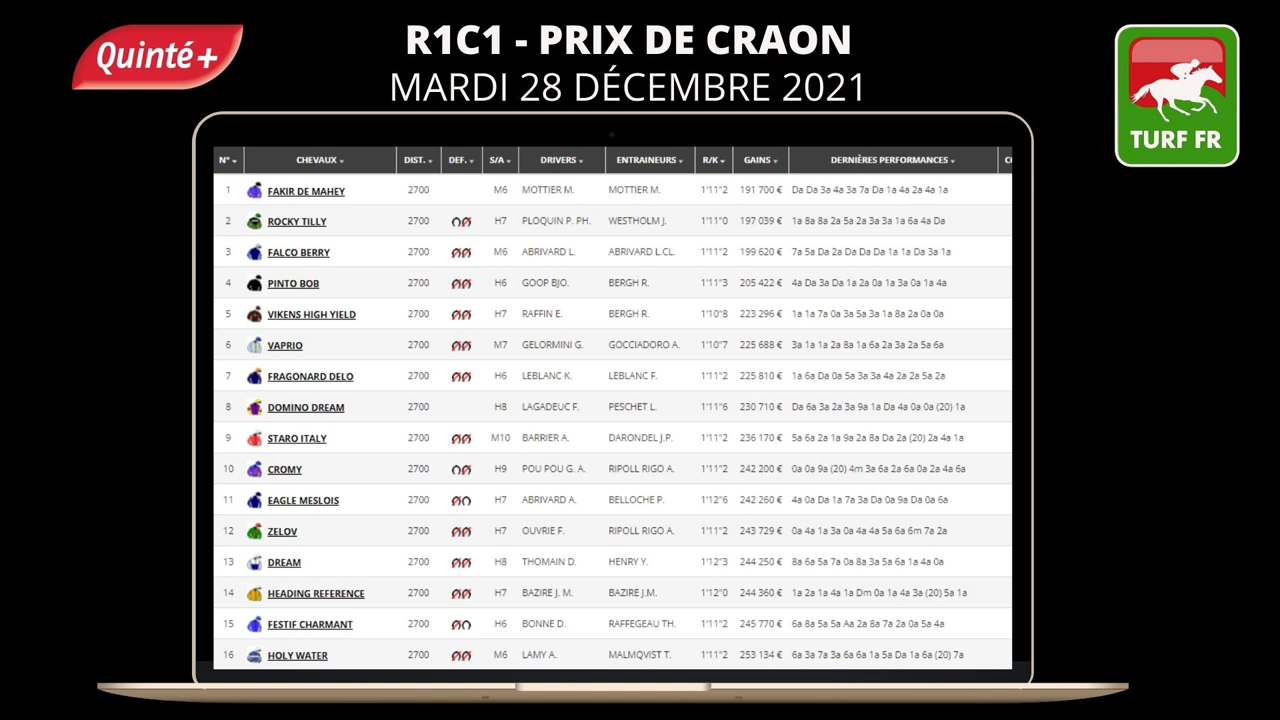 Quinté+
R1C1 - PRIX DE CRAON
MARDI 28 DÉCEMBRE 2021
TURF FR
N° CHEVAUX DIST. DEF. S/A DRIVERS ENTRAINEURS R/K GAINS DERNIÈRES PERFORMANCES
1 FAKIR DE MAHEY 2700 M6 MOTTIER M. MOTTIER M. 1'11"2 191 700 € Da Da 3a 4a 3a 7a Da 1a 4a 2a 4a 1a
2 ROCKY TILLY 2700 H7 PLOQUIN P. PH. WESTHOLM J. 1'11"0 197 039 € 1a 8a 8a 2a 5a 2a 3a 3a 1a 6a 4a Da
3 FALCO BERRY 2700 M6 ABRIVARD L. ABRIVARD L.CL. 1'11"2 199 620 € 7a 5a Da 2a Da Da Da 1a 1a Da 3a 1a
4 PINTO BOB 2700 H6 GOOP BJO. BERGH R. 1'11"3 205 422 € 4a Da 3a Da 1a 2a 0a 1a 3a 0a 1a 4a
5 VIKENS HIGH YIELD 2700 H7 RAFFIN E. BERGH R. 1'10"8 223 296 € 1a 1a 7a 0a 3a 5a 3a 1a 8a 2a 0a 0a
6 VAPRIO 2700 M7 GELORMINI G. GOCCIADORO A. 1'10"7 225 688 € 3a 1a 1a 2a 8a 1a 6a 2a 3a 2a 5a 6a
7 FRAGONARD DELO 2700 H6 LEBLANC K. LEBLANC F. 1'11"2 225 810 € 1a 6a Da 0a 5a 3a 3a 4a 2a 2a 5a 2a
8 DOMINO DREAM 2700 H8 LAGADEUC F. PESCHET L. 1'11"6 230 710 € Da 6a 3a 2a 3a 9a 1a Da 4a 0a 0a (20) 1a
9 STARO ITALY 2700 M10 BARRIER A. DARONDEL J.P. 1'11"2 236 170 € 5a 6a 2a 1a 9a 2a 8a Da 2a (20) 2a 4a 1a
10 CROMY 2700 H9 POU POU G. A. RIPOLL RIGO A. 1'11"2 242 200 € 0a 0a 9a (20) 4m 3a 6a 2a 6a 0a 2a 4a 6a
11 EAGLE MESLOIS 2700 H7 ABRIVARD A. BELLOCHE P. 1'12"6 242 260 € 4a 0a Da 1a 7a 3a Da 0a 9a Da 0a 6a
12 ZELOV 2700 H7 OUVRIE F. RIPOLL RIGO A. 1'11"2 243 729 € 0a 4a 1a 3a 0a 4a 4a 5a 6a 6m 7a 2a
13 DREAM 2700 H8 THOMAIN D. HENRY Y. 1'12"3 244 250 € 8a 6a 5a 7a 0a 8a 3a 5a 6a 1a 4a 0a
14 HEADING REFERENCE 2700 H7 BAZIRE J. M. BAZIRE J.M. 1'12"0 244 360 € 1a 2a 1a 4a 1a Dm 0a 1a 4a 3a (20) 5a 1a
15 FESTIF CHARMANT 2700 H6 BONNE D. RAFFEGEAU TH. 1'11"2 245 770 € 6a 8a 5a 5a Aa 2a 8a 7a 2a 0a 5a 4a
16 HOLY WATER 2700 M6 LAMY A. MALMQVIST T. 1'11"2 253 134 € 6a 3a 7a 3a 6a 6a 1a 5a Da 1a 6a (20) 7a